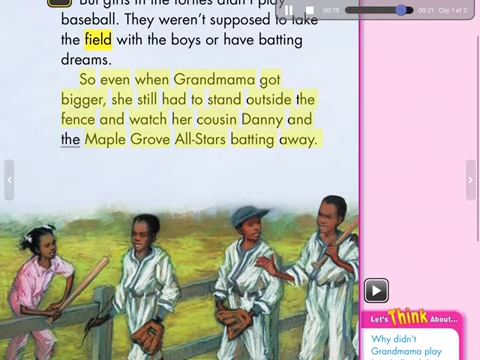 But girls in the forties didn't play
baseball. They weren't supposed to take
the field with the boys or have batting
dreams.
So even when Grandmama got
bigger, she still had to stand outside the
fence and watch her cousin Danny and
the Maple Grove All-Stars batting away.
00:18
00:21
Clip 1 of 2
Let's Think About...
Why didn't
Grandmama play